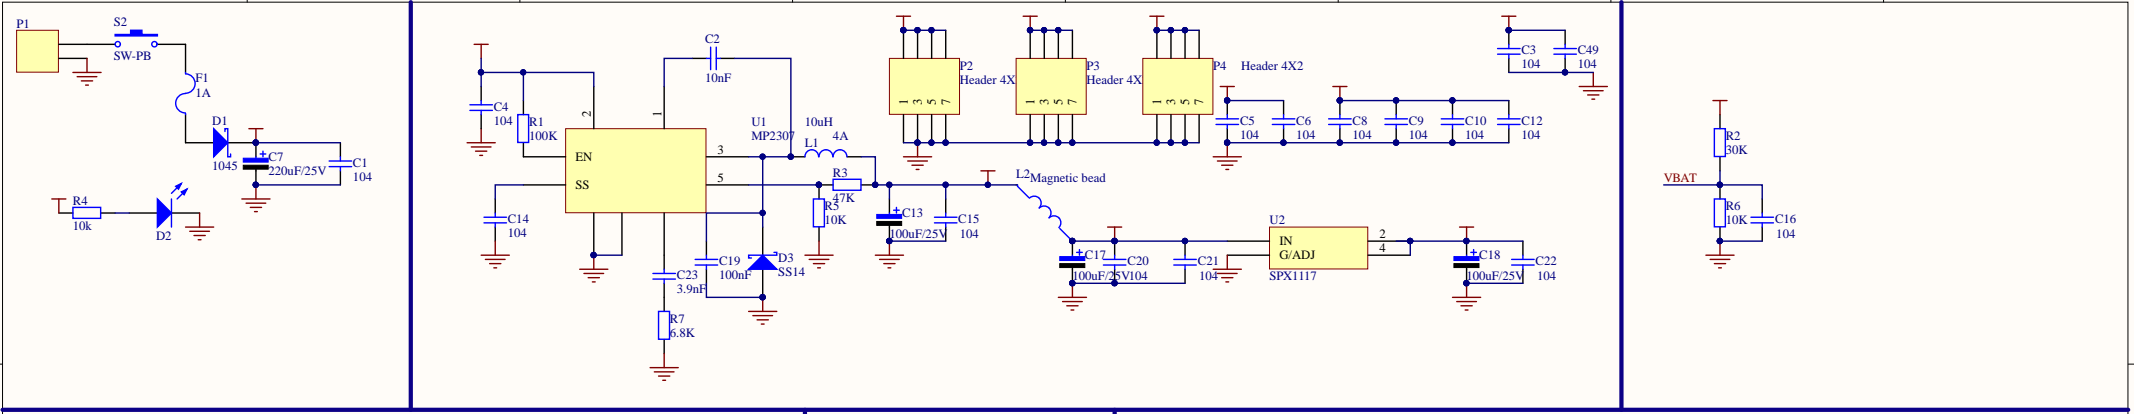 P1
S2
SW-PB
F1
1A
D1
1045
C7
220uF/25V
C1
104
R4
10k
D2
C4
104
R1
100K
2
1
C2
10nF
U1
MP2307
EN
SS
3
5
10uH
4A
L1
R3
47K
R5
10K
C14
104
C23
3.9nF
R7
6.8K
C19
100nF
D3
SS14
C13
100uF/25V
C15
104
P2
Header 4X
1 3 5 7
P3
Header 4X
1 3 5 7
P4
Header 4X2
1 3 5 7
C5
104
C6
104
C8
104
C9
104
C10
104
C12
104
C3
104
C49
104
L2
Magnetic bead
C17
100uF/25V
C20
104
C21
104
U2
IN
G/ADJ
SPX1117
2
4
C18
100uF/25V
C22
104
R2
30K
VBAT
R6
10K
C16
104